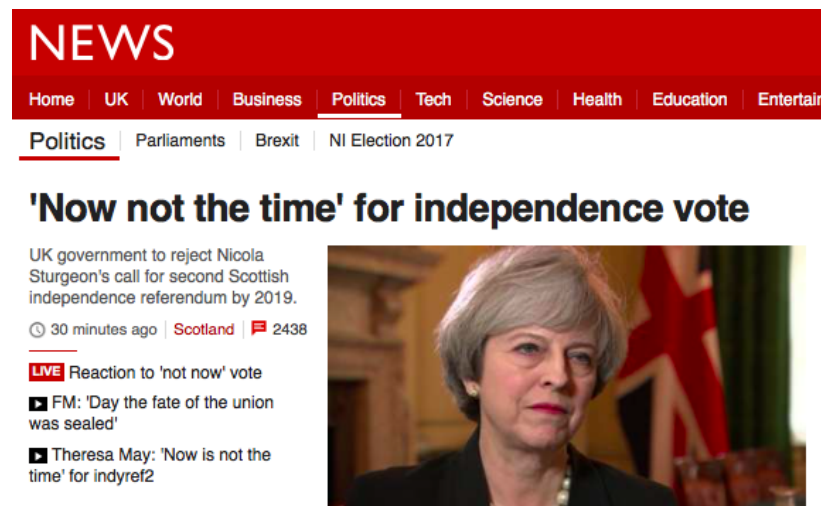 NEWS
Home UK World Business Politics Tech Science Health Education Entertain
Politics Parliaments Brexit NI Election 2017
'Now not the time' for independence vote
UK government to reject Nicola
Sturgeon's call for second Scottish
independence referendum by 2019.
30 minutes ago Scotland 2438
LIVE Reaction to 'not now' vote
FM: 'Day the fate of the union
was sealed'
Theresa May: 'Now is not the
time' for indyref2